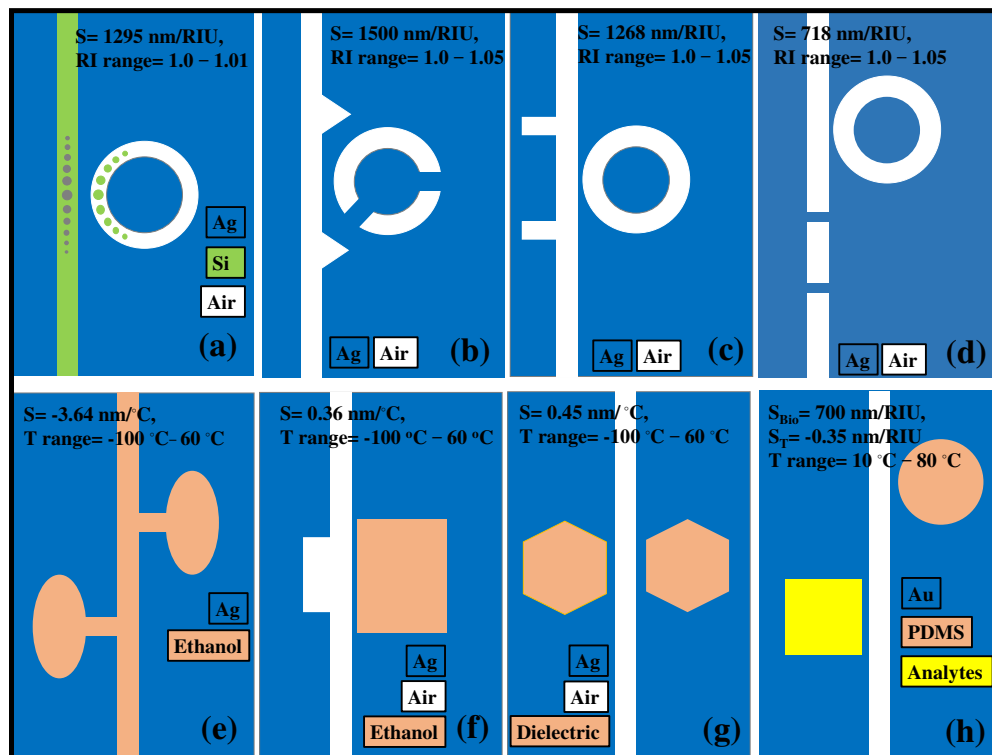 S= 1295 nm/RIU,
RI range= 1.0 – 1.01
Ag
Si
Air
(a)
S= 1500 nm/RIU,
RI range= 1.0 – 1.05
Ag Air
(b)
S= 1268 nm/RIU,
RI range= 1.0 – 1.05
Ag Air
(c)
S= 718 nm/RIU,
RI range= 1.0 – 1.05
Ag Air
(d)
S= -3.64 nm/°C,
T range= -100 °C– 60 °C
Ag
Ethanol
(e)
S= 0.36 nm/°C,
T range= -100 ºC – 60 ºC
Ag
Air
Ethanol
(f)
S= 0.45 nm/ °C,
T range= -100 °C – 60 °C
Ag
Air
Dielectric
(g)
S_Bio= 700 nm/RIU,
S_T= -0.35 nm/RIU
T range= 10 °C – 80 °C
Au
PDMS
Analytes
(h)